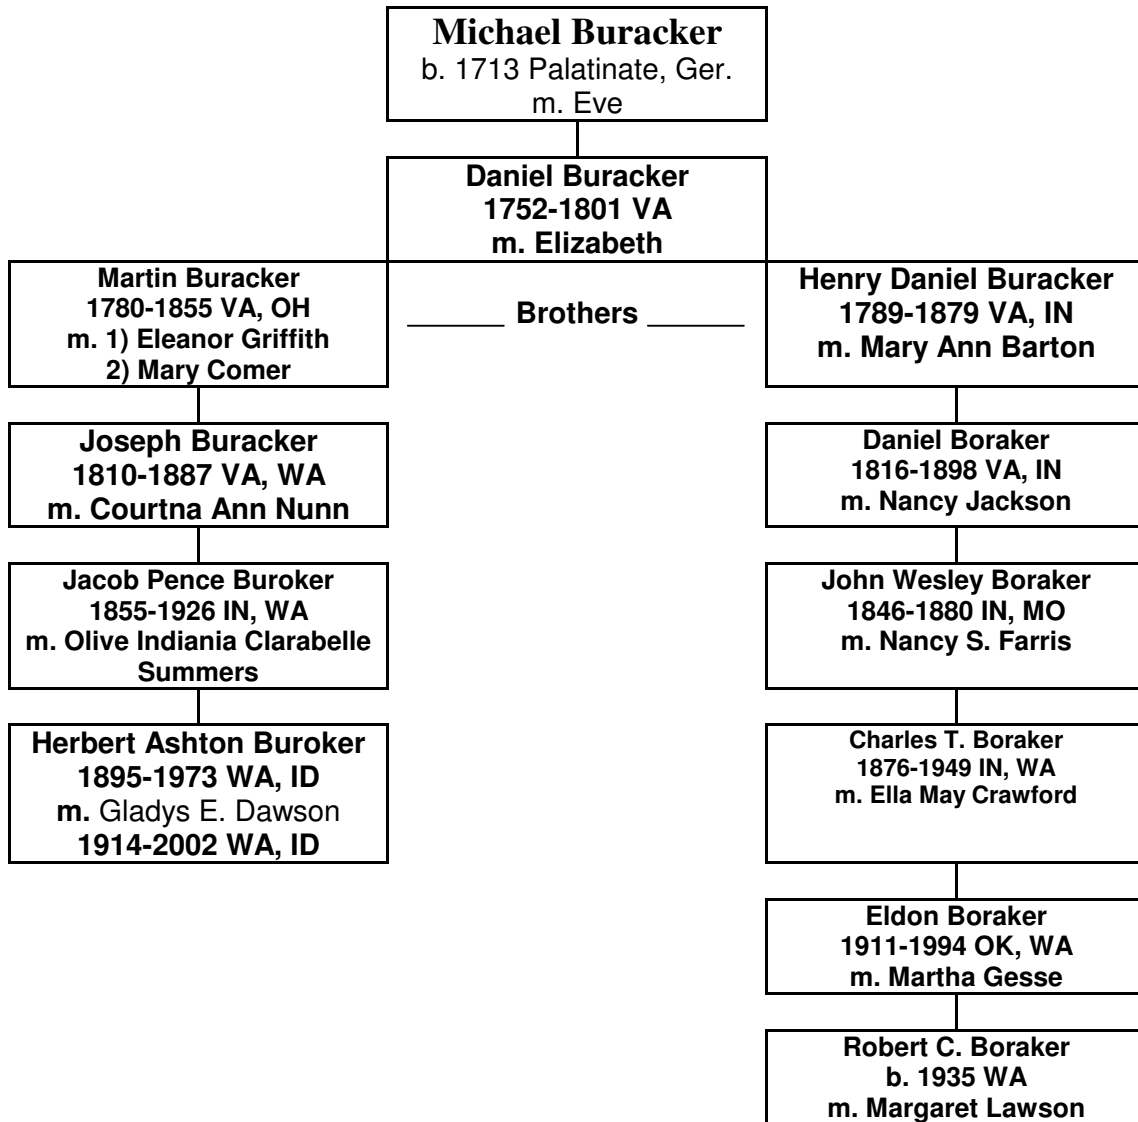 Michael Buracker
b. 1713 Palatinate, Ger.
m. Eve
Daniel Buracker
1752-1801 VA
m. Elizabeth
Martin Buracker
1780-1855 VA, OH
m. 1) Eleanor Griffith
2) Mary Comer
______ Brothers ______
Henry Daniel Buracker
1789-1879 VA, IN
m. Mary Ann Barton
Joseph Buracker
1810-1887 VA, WA
m. Courtna Ann Nunn
Daniel Boraker
1816-1898 VA, IN
m. Nancy Jackson
Jacob Pence Buroker
1855-1926 IN, WA
m. Olive Indiania Clarabelle
Summers
John Wesley Boraker
1846-1880 IN, MO
m. Nancy S. Farris
Herbert Ashton Buroker
1895-1973 WA, ID
m. Gladys E. Dawson
1914-2002 WA, ID
Charles T. Boraker
1876-1949 IN, WA
m. Ella May Crawford
Eldon Boraker
1911-1994 OK, WA
m. Martha Gesse
Robert C. Boraker
b. 1935 WA
m. Margaret Lawson